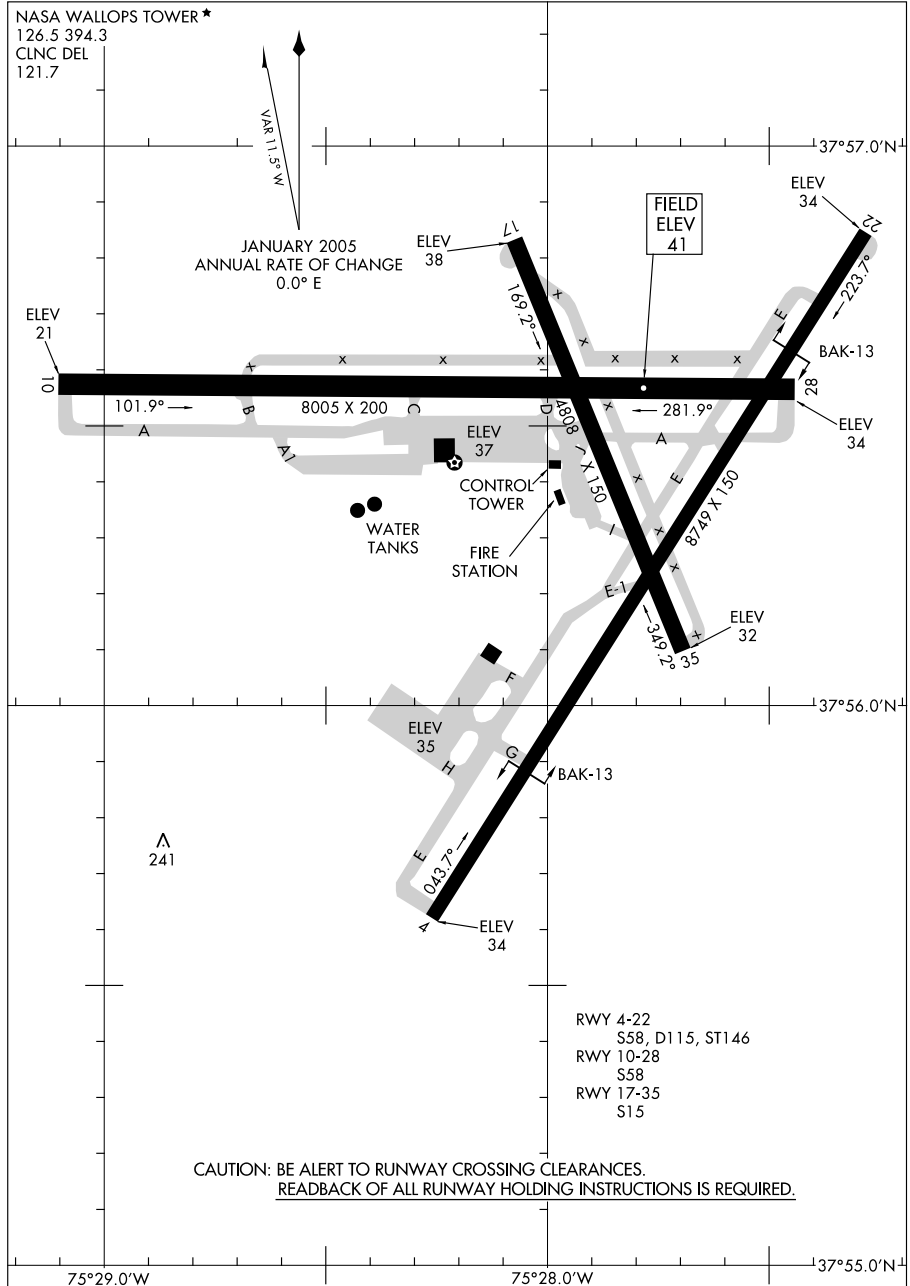 NASA WALLOPS TOWER★
126.5 394.3
CLNC DEL
121.7
VAR 11.5° W
JANUARY 2005
ANNUAL RATE OF CHANGE
0.0° E
37°57.0'N
ELEV
34
22
223.7°
FIELD
ELEV
41
17
ELEV
38
169.2°
X
E
BAK-13
ELEV
21
10
X
X
X
X
X
X
X
X
X
28
101.9°
B
8005 X 200
C
D
4808 X 150
X
281.9°
ELEV
34
A
A1
ELEV
37
J
A
E
X
8749 X 150
CONTROL
TOWER
WATER
TANKS
FIRE
STATION
I
X
X
E-1
ELEV
32
X
349.2°
35
F
37°56.0'N
ELEV
35
H
G
BAK-13
241
E
043.7°
4
ELEV
34
RWY 4-22
S58, D115, ST146
RWY 10-28
S58
RWY 17-35
S15
CAUTION: BE ALERT TO RUNWAY CROSSING CLEARANCES.
READBACK OF ALL RUNWAY HOLDING INSTRUCTIONS IS REQUIRED.
37°55.0'N
75°29.0'W
75°28.0'W